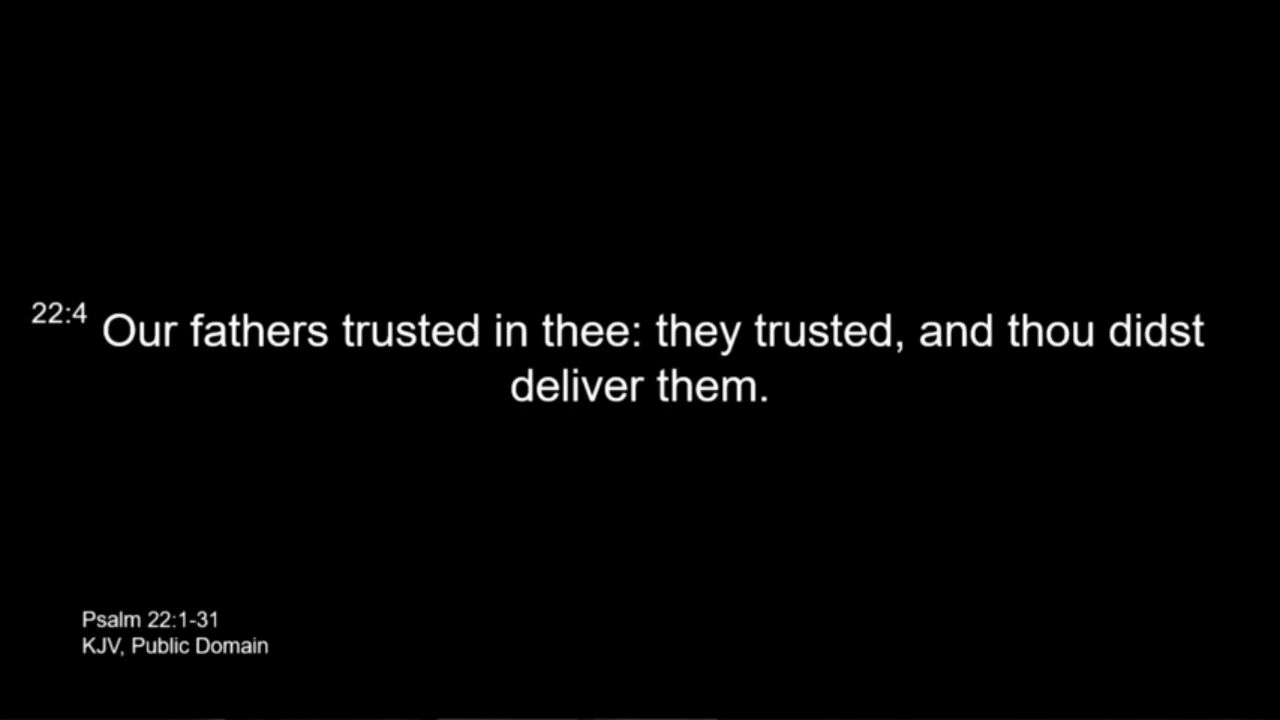 22:4 Our fathers trusted in thee: they trusted, and thou didst
deliver them.
Psalm 22:1-31
KJV, Public Domain